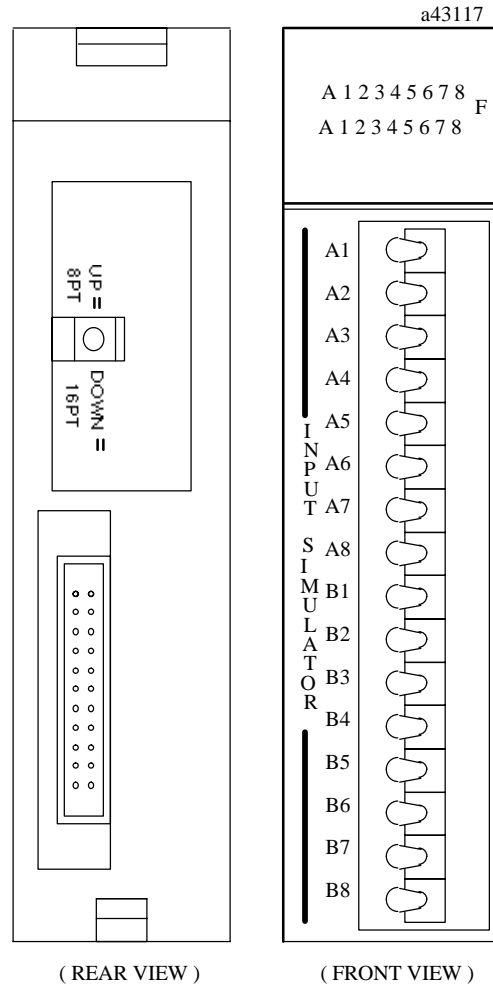 a43117
A 1 2 3 4 5 6 7 8 F
A 1 2 3 4 5 6 7 8
UP =
8PT
DOWN =
16PT
INPUT SIMULATOR
A1
A2
A3
A4
A5
A6
A7
A8
B1
B2
B3
B4
B5
B6
B7
B8
( REAR VIEW )
( FRONT VIEW )